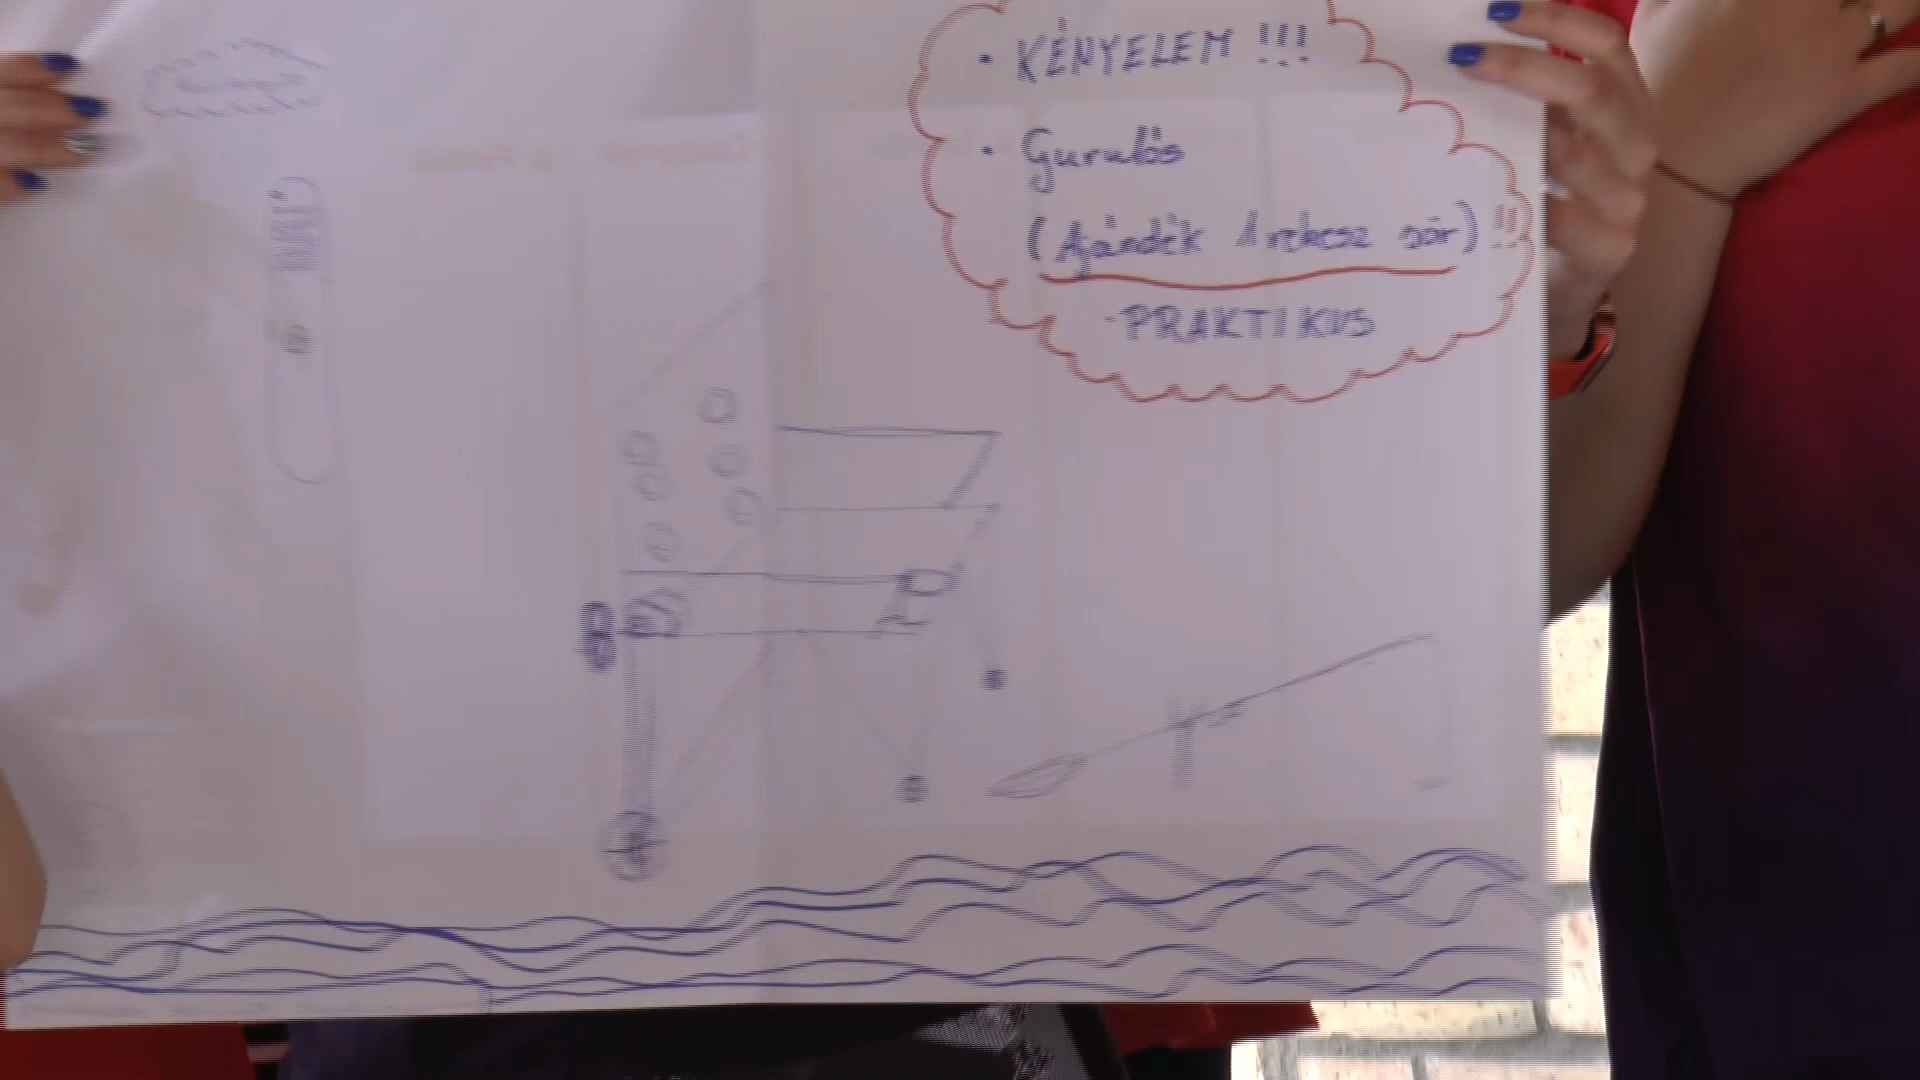 • KÉNYELEM !!!
• Gurulós
(Ajándék 1 rekesz sör) !!!
-PRAKTIKUS